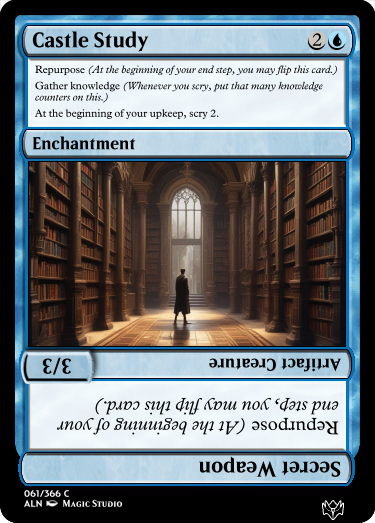 Castle Study 2
Repurpose (At the beginning of your end step, you may flip this card.)
Gather knowledge (Whenever you scry, put that many knowledge
counters on this.)
At the beginning of your upkeep, scry 2.
Enchantment
Secret Weapon
Repurpose (At the beginning of your
end step, you may flip this card.)
Artifact Creature
3/3
061/366 C
ALN Magic Studio